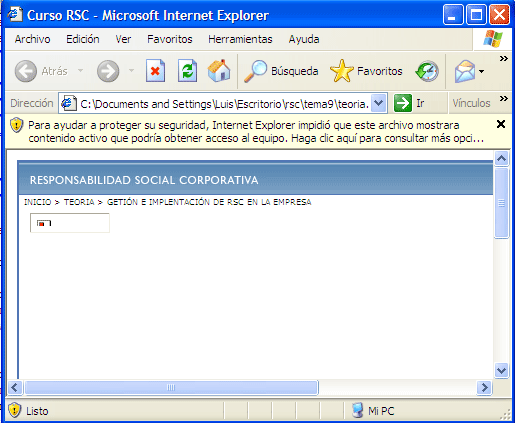 Curso RSC - Microsoft Internet Explorer
Archivo Edición Ver Favoritos Herramientas Ayuda
Atrás Búsqueda Favoritos
Dirección C:\Documents and Settings\Luis\Escritorio\rsc\tema9\teoria. Ir Vínculos
Para ayudar a proteger su seguridad, Internet Explorer impidió que este archivo mostrara
contenido activo que podría obtener acceso al equipo. Haga clic aquí para consultar más opci...
RESPONSABILIDAD SOCIAL CORPORATIVA
INICIO > TEORIA > GETIÓN E IMPLENTACIÓN DE RSC EN LA EMPRESA
Listo Mi PC